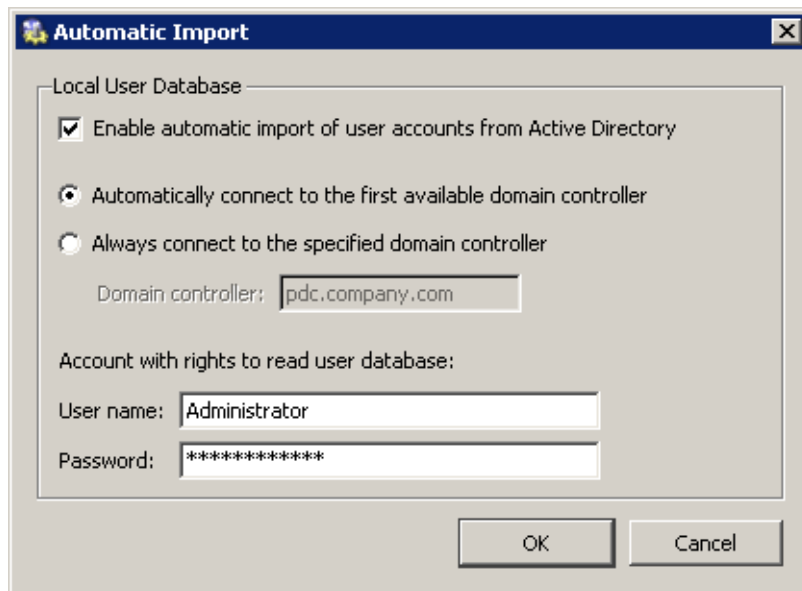 Automatic Import
Local User Database
Enable automatic import of user accounts from Active Directory
Automatically connect to the first available domain controller
Always connect to the specified domain controller
Domain controller: pdc.company.com
Account with rights to read user database:
User name: Administrator
Password: ************
OK Cancel